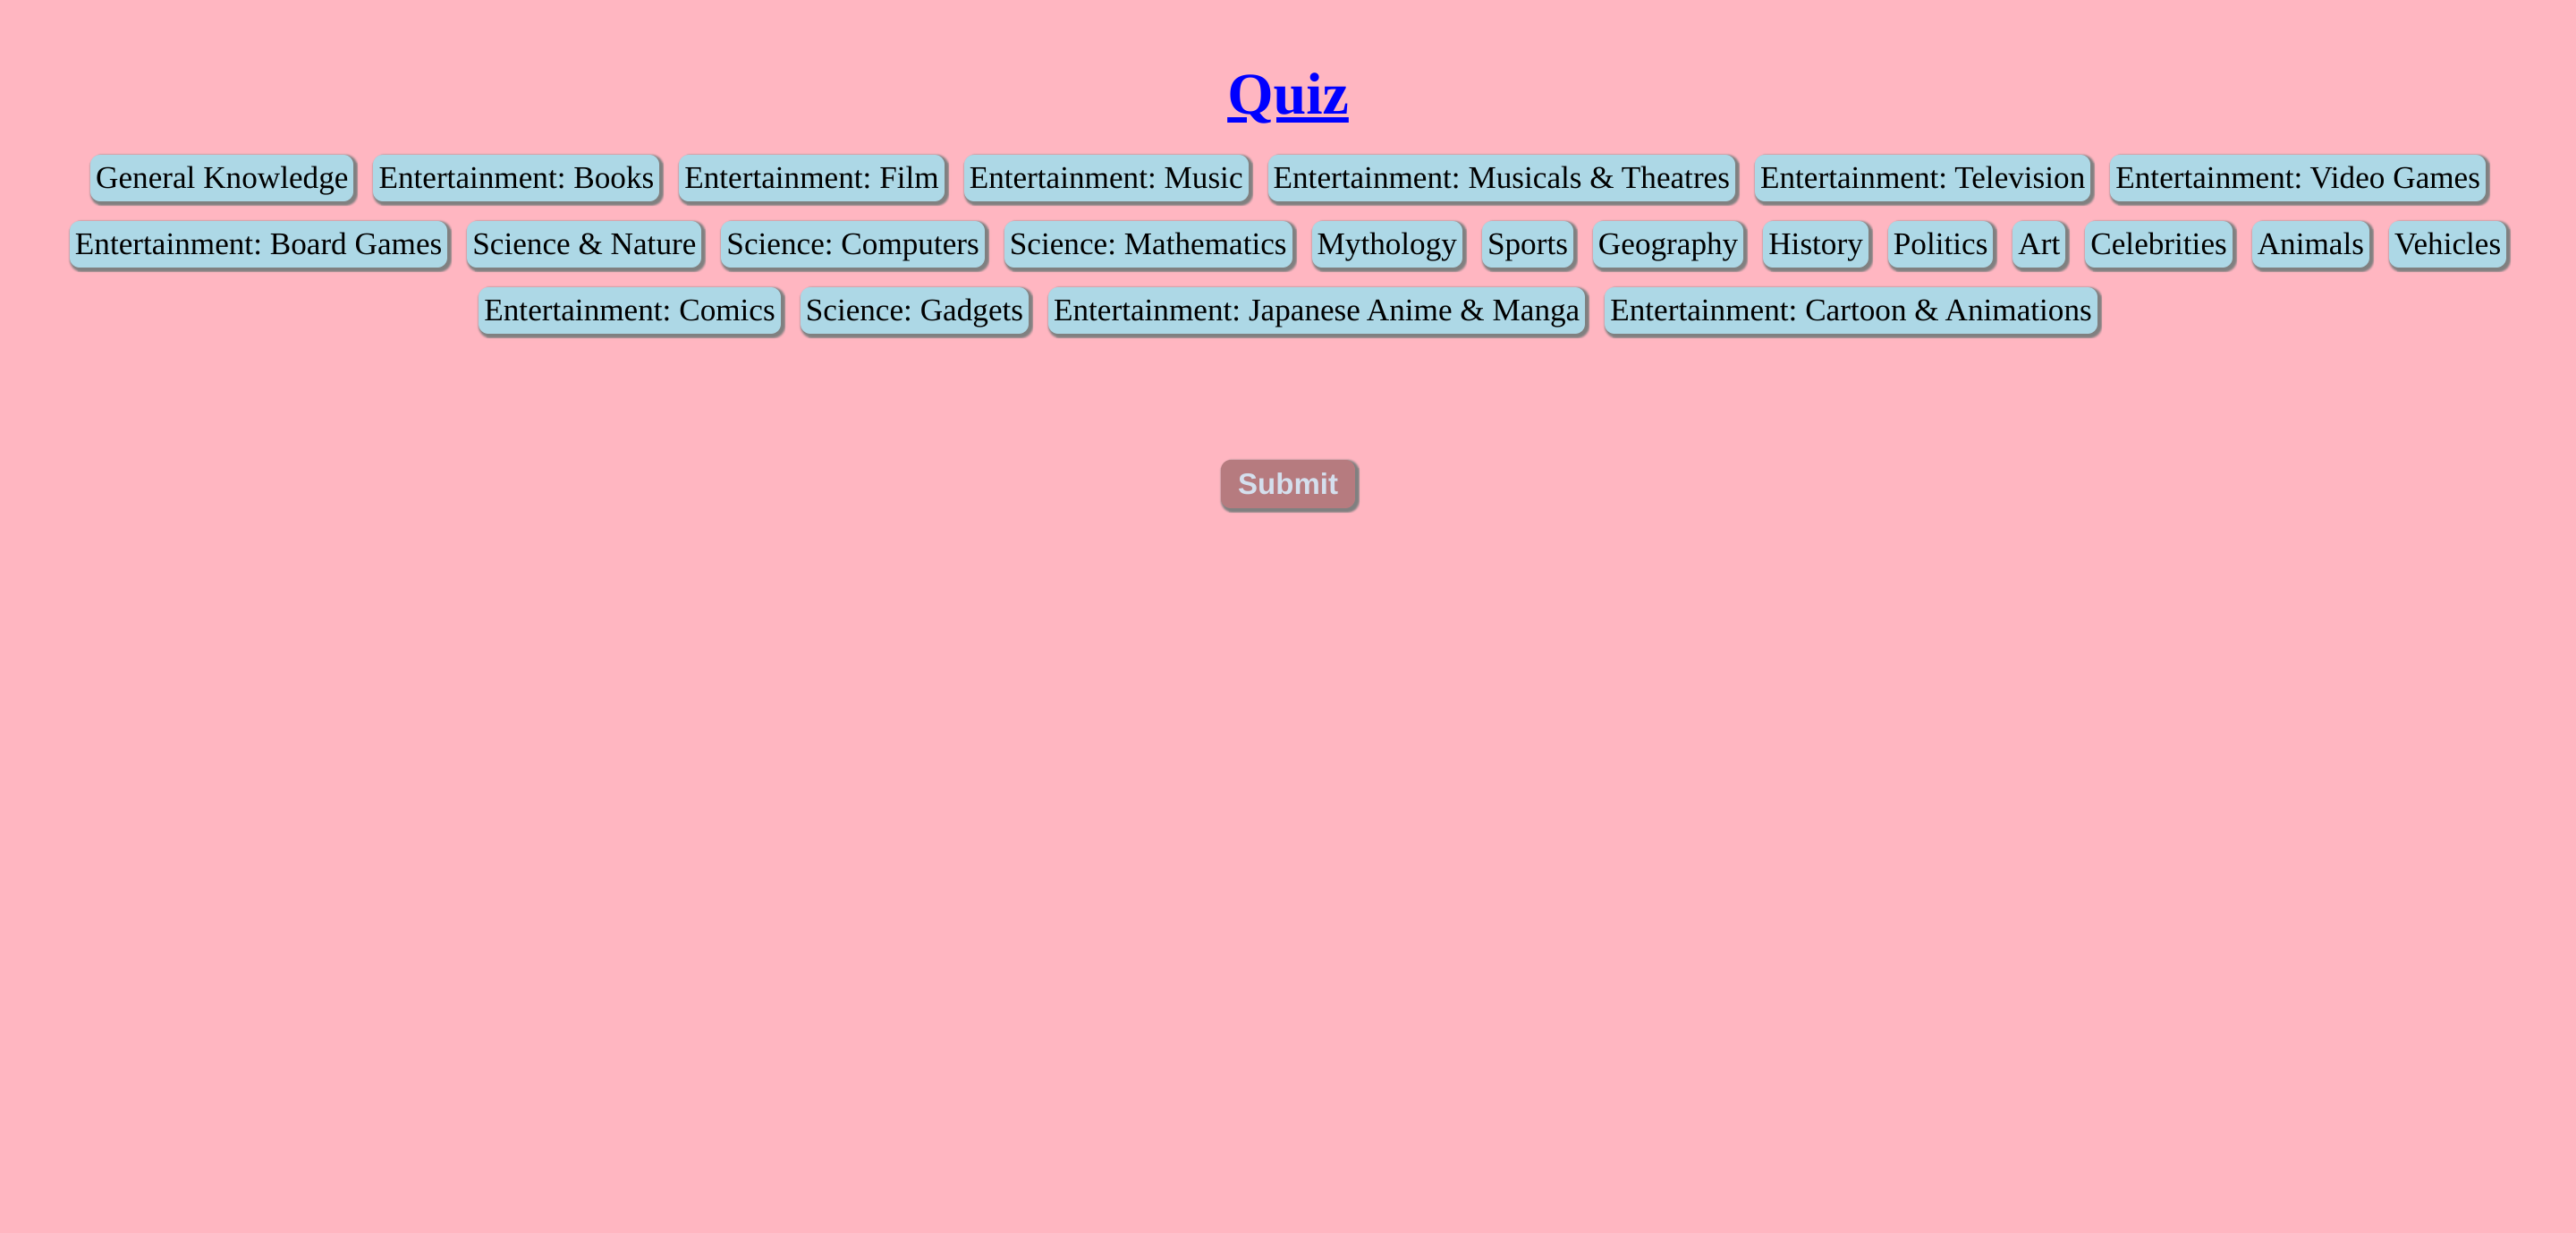 Quiz
General Knowledge Entertainment: Books Entertainment: Film Entertainment: Music Entertainment: Musicals & Theatres Entertainment: Television Entertainment: Video Games
Entertainment: Board Games Science & Nature Science: Computers Science: Mathematics Mythology Sports Geography History Politics Art Celebrities Animals Vehicles
Entertainment: Comics Science: Gadgets Entertainment: Japanese Anime & Manga Entertainment: Cartoon & Animations
Submit